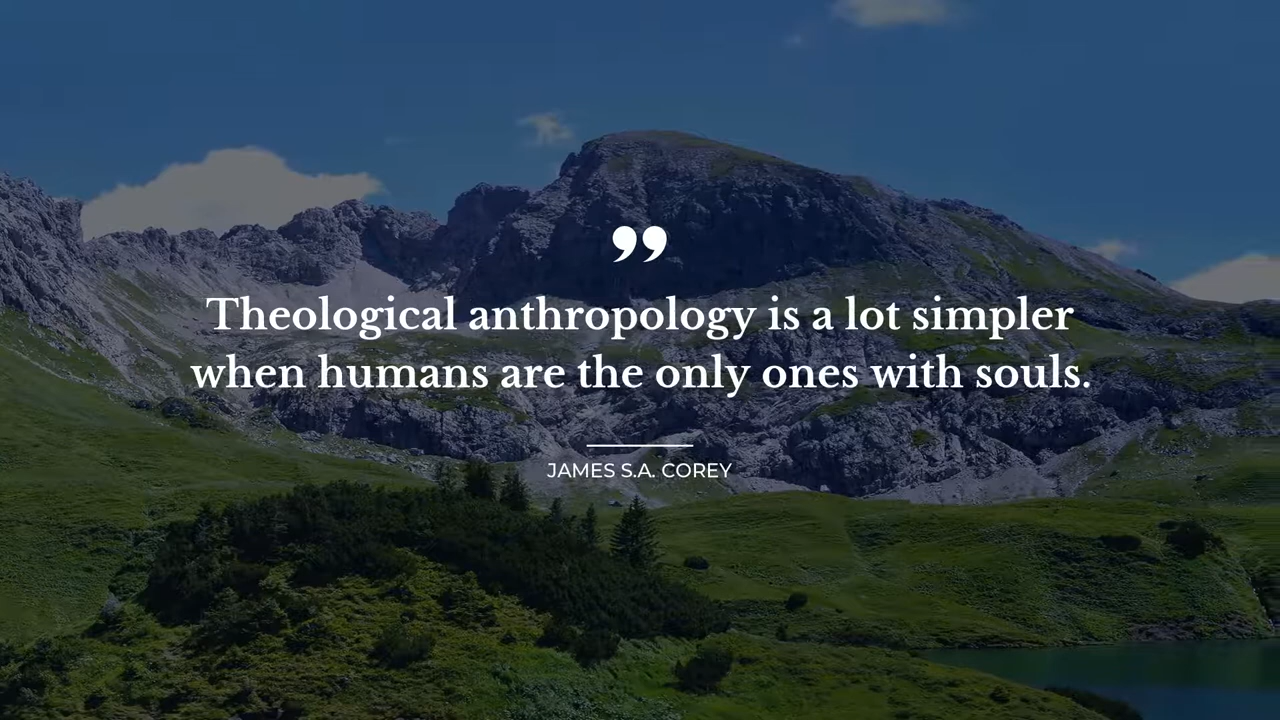 ”
Theological anthropology is a lot simpler
when humans are the only ones with souls.
JAMES S.A. COREY